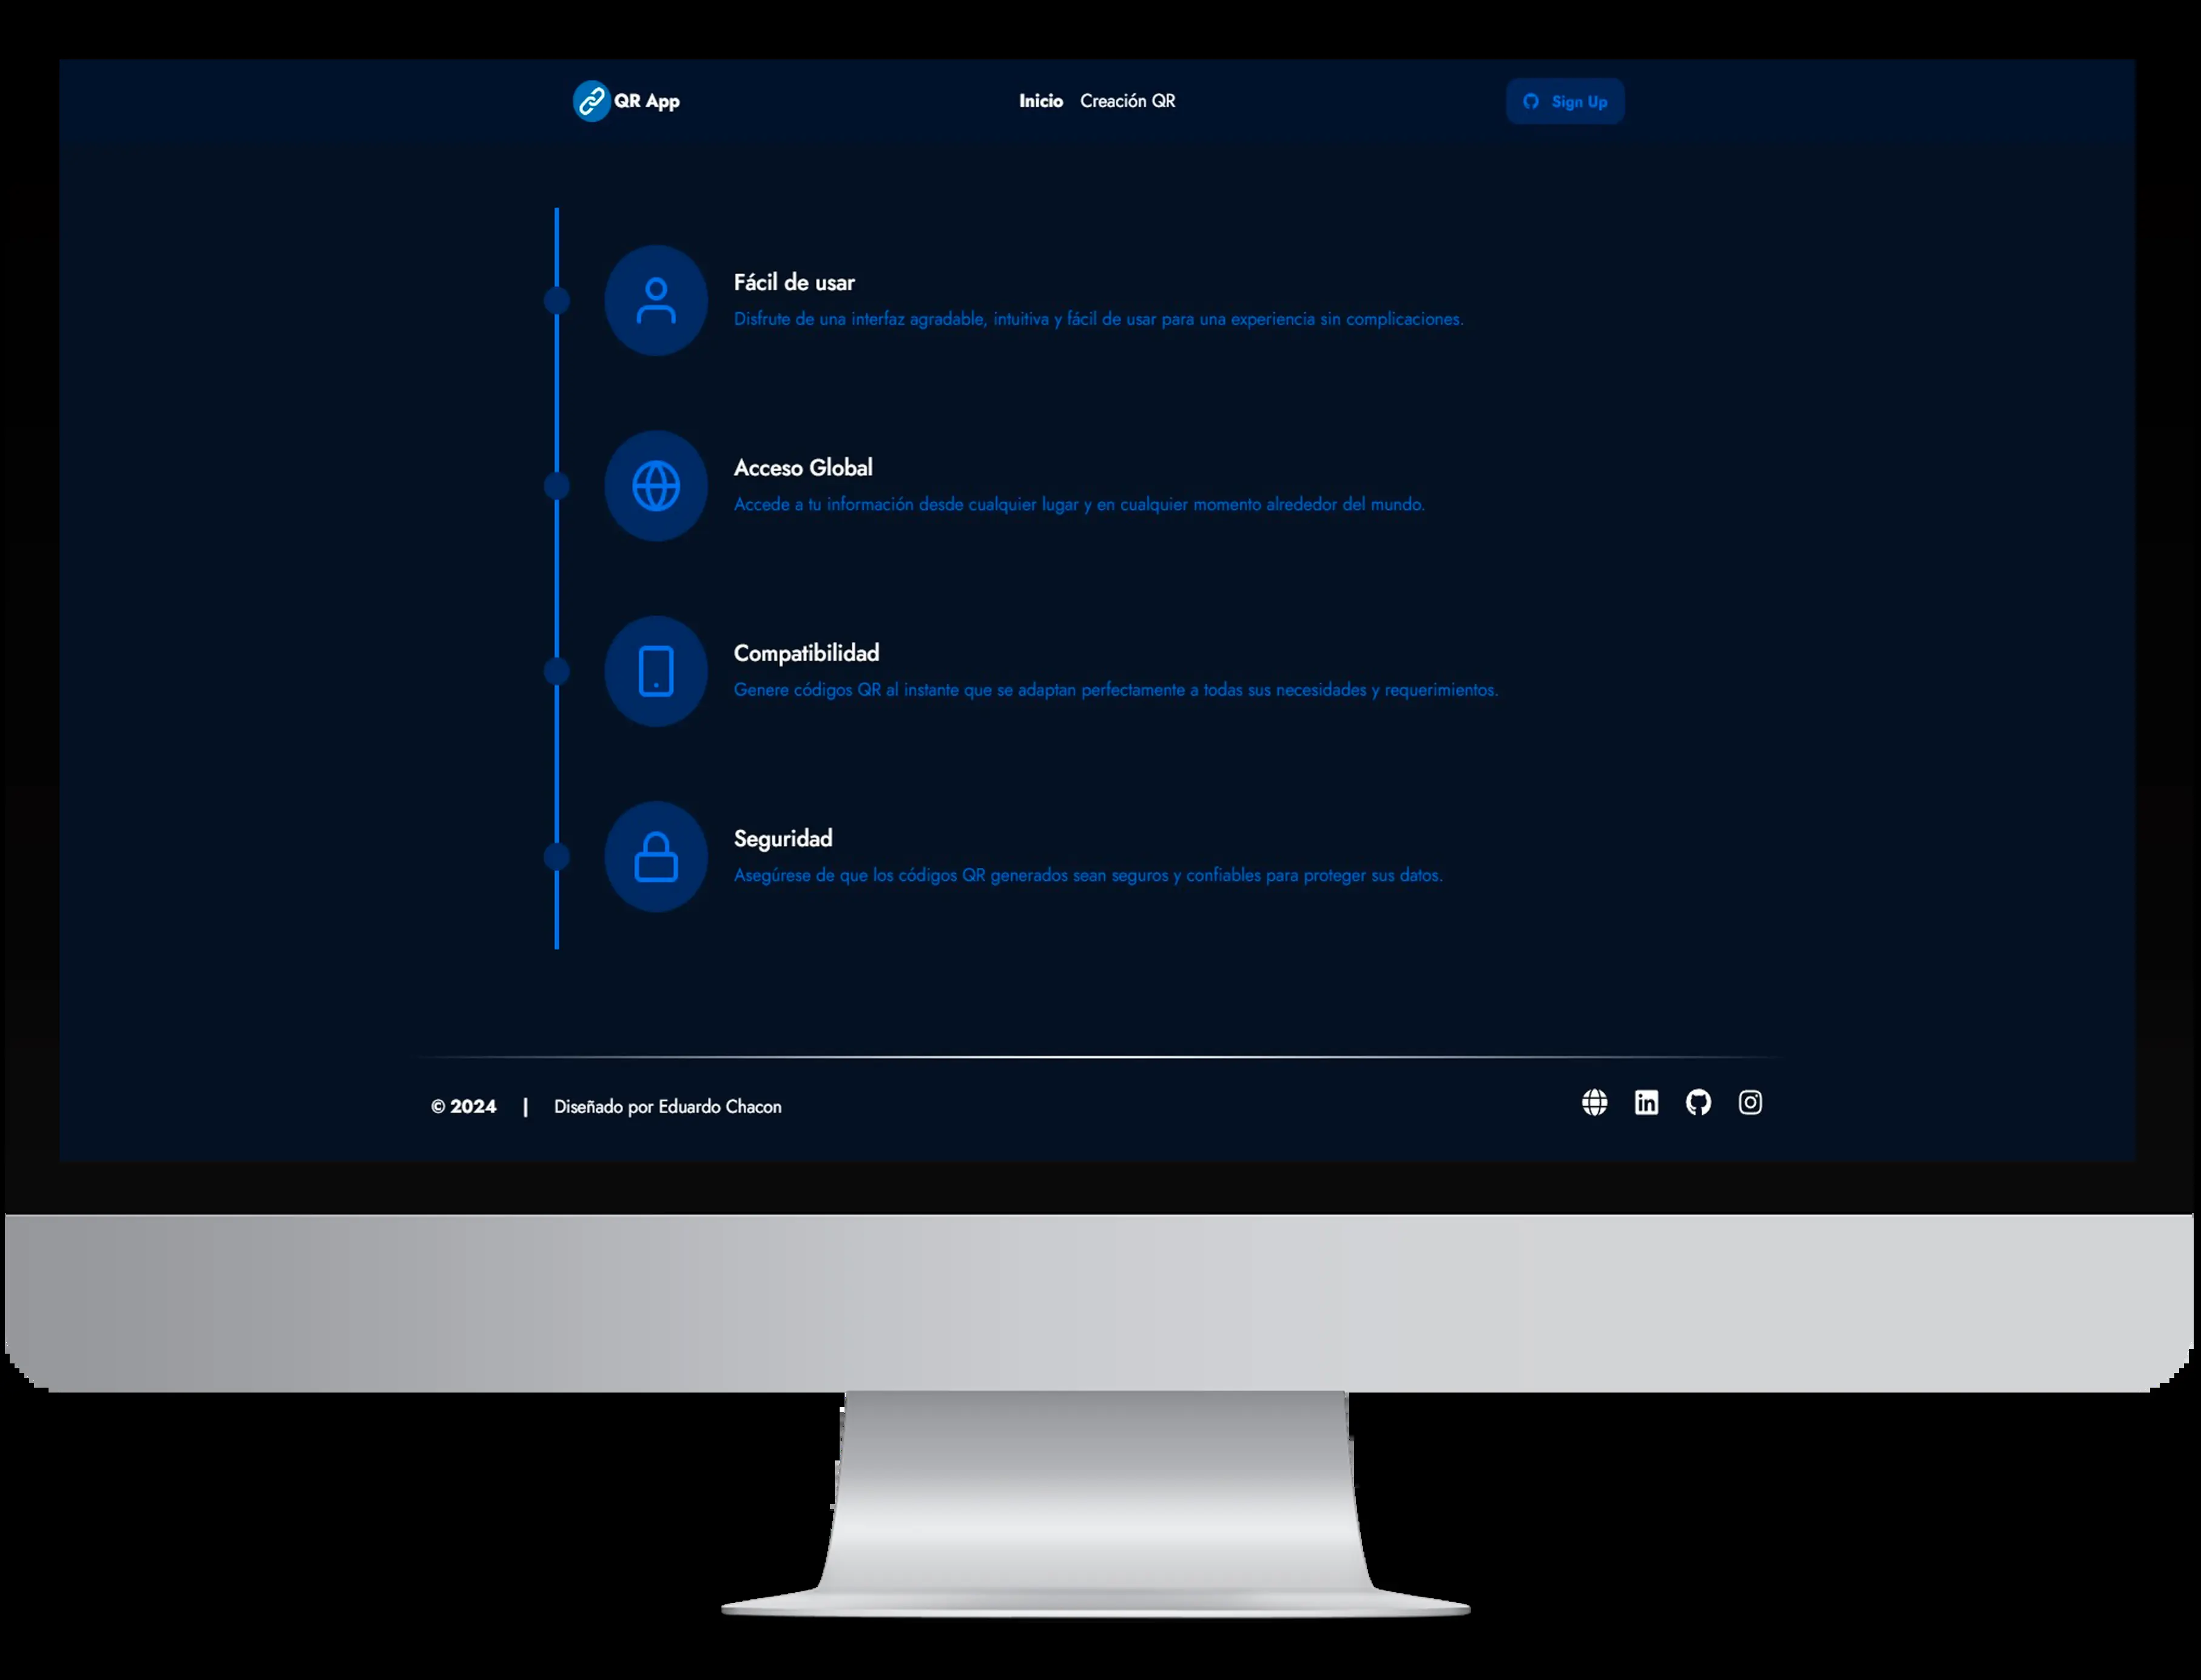 QR App
Inicio Creación QR
Sign Up
Fácil de usar
Disfrute de una interfaz agradable, intuitiva y fácil de usar para una experiencia sin complicaciones.
Acceso Global
Accede a tu información desde cualquier lugar y en cualquier momento alrededor del mundo.
Compatibilidad
Genere códigos QR al instante que se adaptan perfectamente a todas sus necesidades y requerimientos.
Seguridad
Asegúrese de que los códigos QR generados sean seguros y confiables para proteger sus datos.
© 2024 | Diseñado por Eduardo Chacon